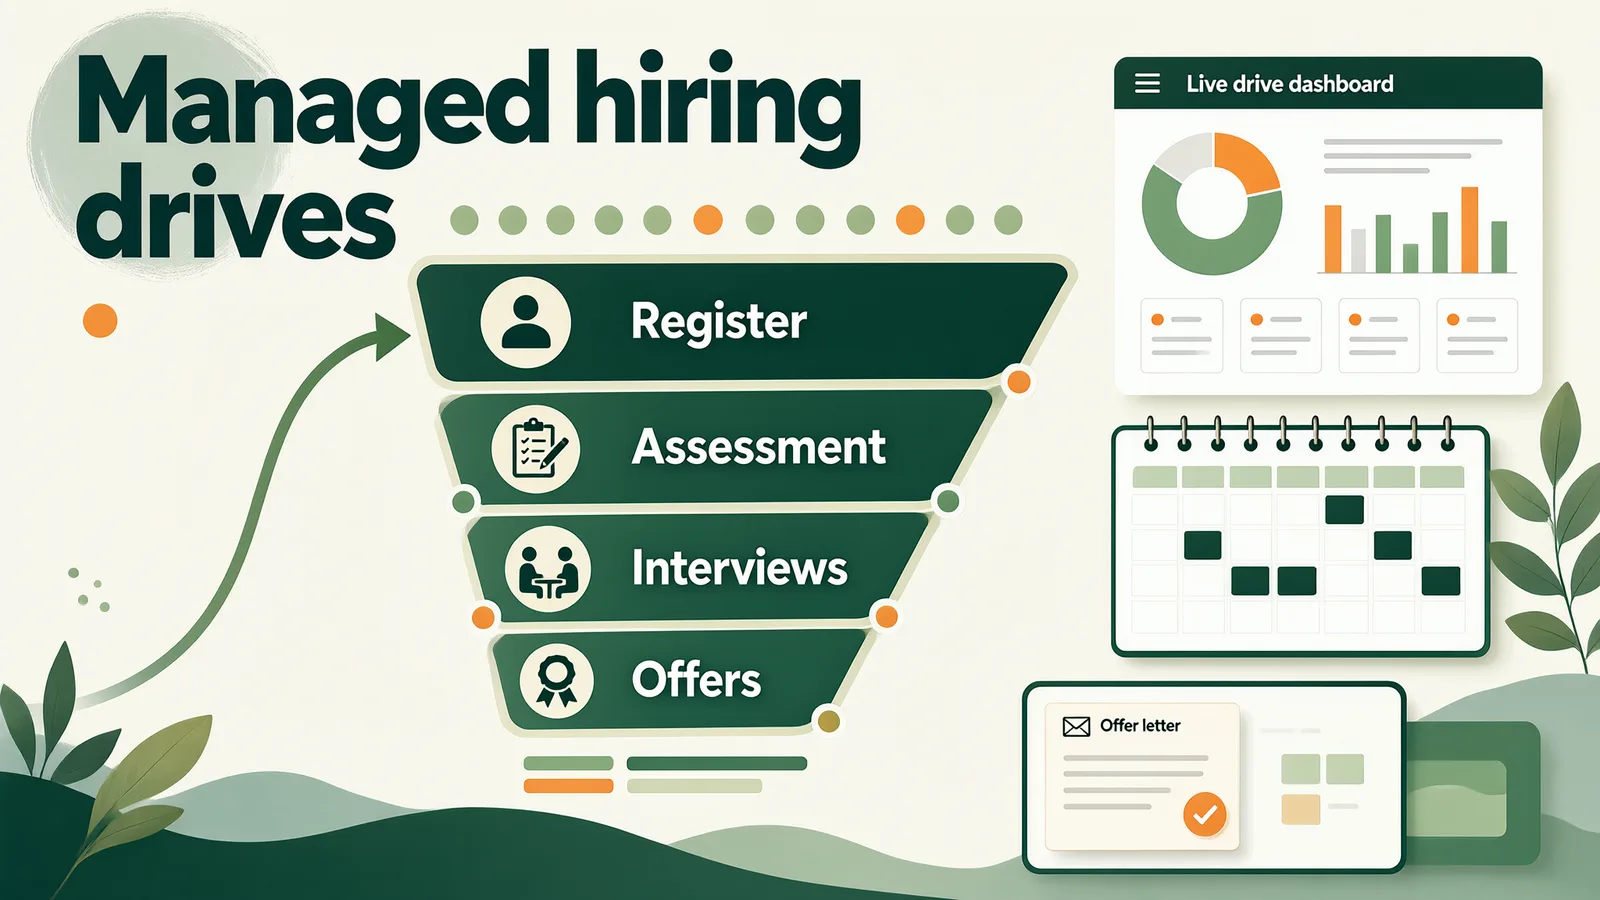 Managed hiring
drives
Register
Assessment
Interviews
Offers
Live drive dashboard
Offer letter